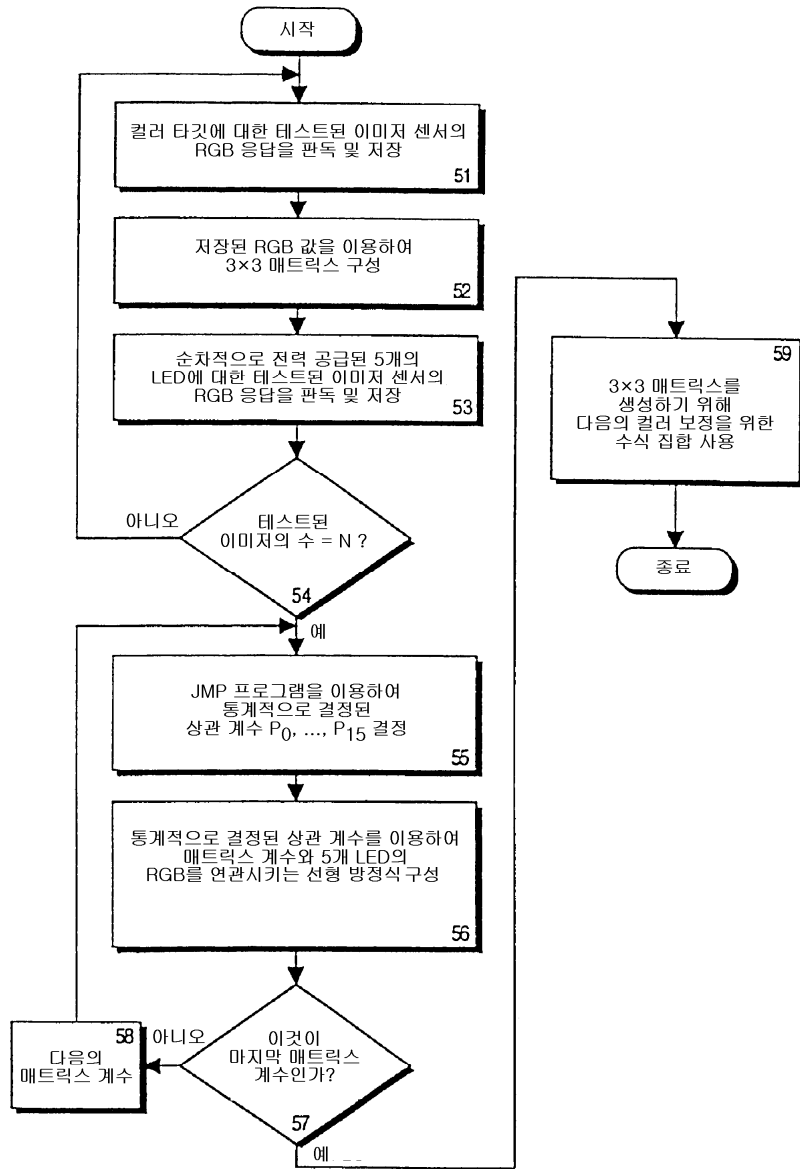 시작
컬러 타깃에 대한 테스트된 이미저 센서의
RGB 응답을 판독 및 저장
51
저장된 RGB 값을 이용하여
3×3 매트릭스 구성
52
순차적으로 전력 공급된 5개의
LED에 대한 테스트된 이미저 센서의
RGB 응답을 판독 및 저장
53
아니오
테스트된
이미저의 수 = N ?
54
예
JMP 프로그램을 이용하여
통계적으로 결정된
상관 계수 P0, ..., P15 결정
55
통계적으로 결정된 상관 계수를 이용하여
매트릭스 계수와 5개 LED의
RGB를 연관시키는 선형 방정식 구성
56
58
다음의
매트릭스 계수
아니오
이것이
마지막 매트릭스
계수인가?
57
예
59
3×3 매트릭스를
생성하기 위해
다음의 컬러 보정을 위한
수식 집합 사용
종료